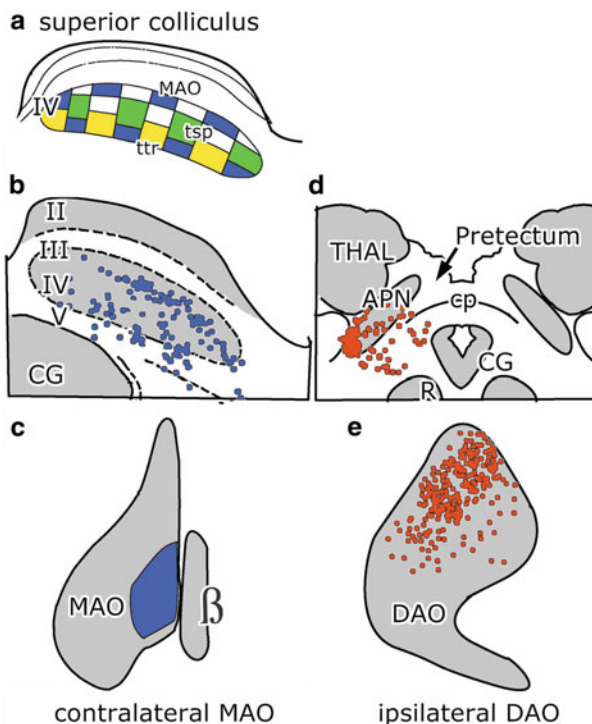 a superior colliculus
MAO
IV
tsp
ttr
b
II
III
IV
V
CG
d
THAL
Pretectum
APN
cp
CG
R
c
MAO
ß
contralateral MAO
e
DAO
ipsilateral DAO